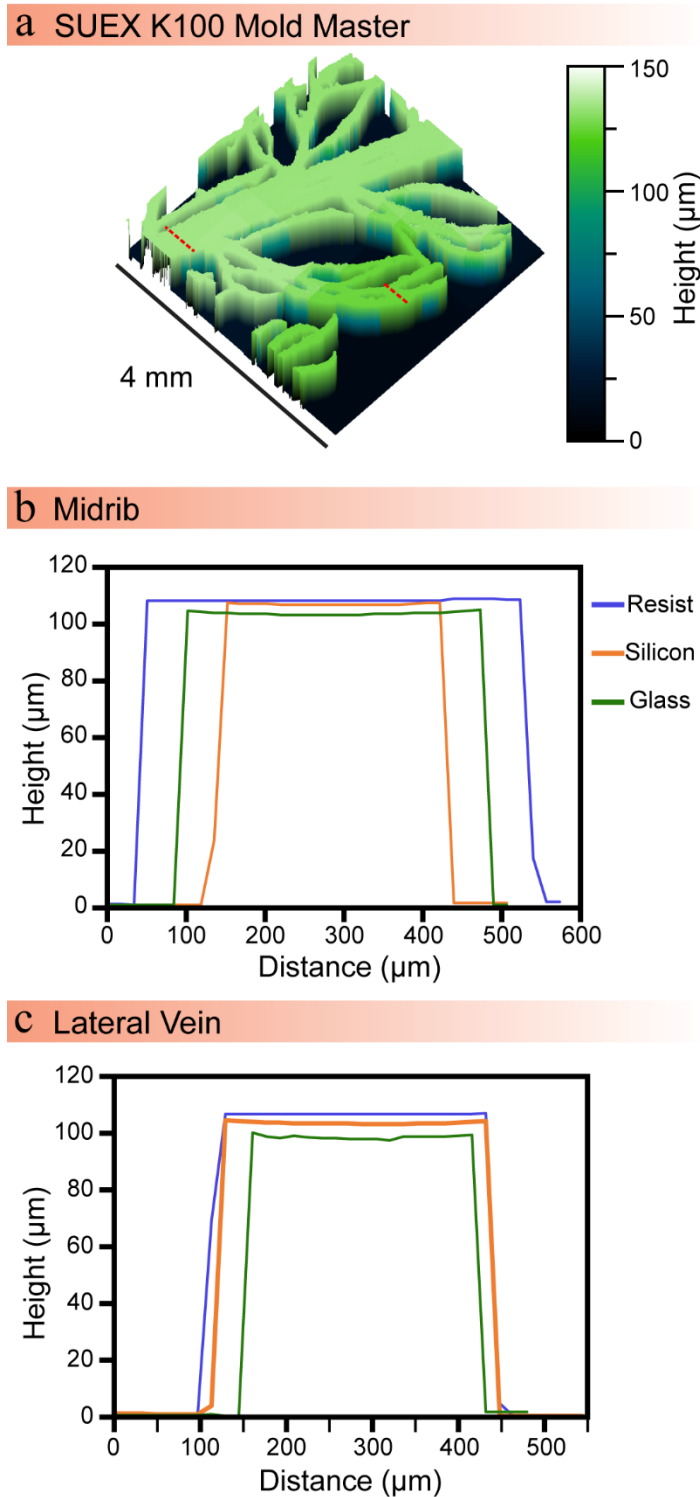 a SUEX K100 Mold Master
150
100
50
0
Height (µm)
4 mm
b Midrib
120
100
80
60
40
20
0
Height (µm)
0 100 200 300 400 500 600
Distance (µm)
Resist
Silicon
Glass
c Lateral Vein
120
100
80
60
40
20
0
Height (µm)
0 100 200 300 400 500
Distance (µm)